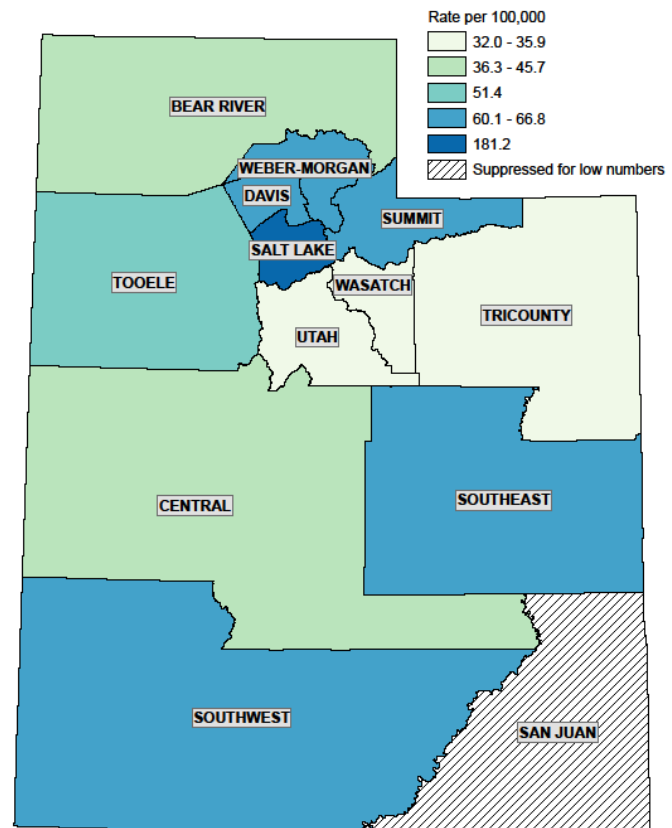 Rate per 100,000
32.0 - 35.9
36.3 - 45.7
51.4
60.1 - 66.8
181.2
Suppressed for low numbers
BEAR RIVER
WEBER-MORGAN
DAVIS
SUMMIT
SALT LAKE
TOOELE
WASATCH
TRICOUNTY
UTAH
CENTRAL
SOUTHEAST
SOUTHWEST
SAN JUAN